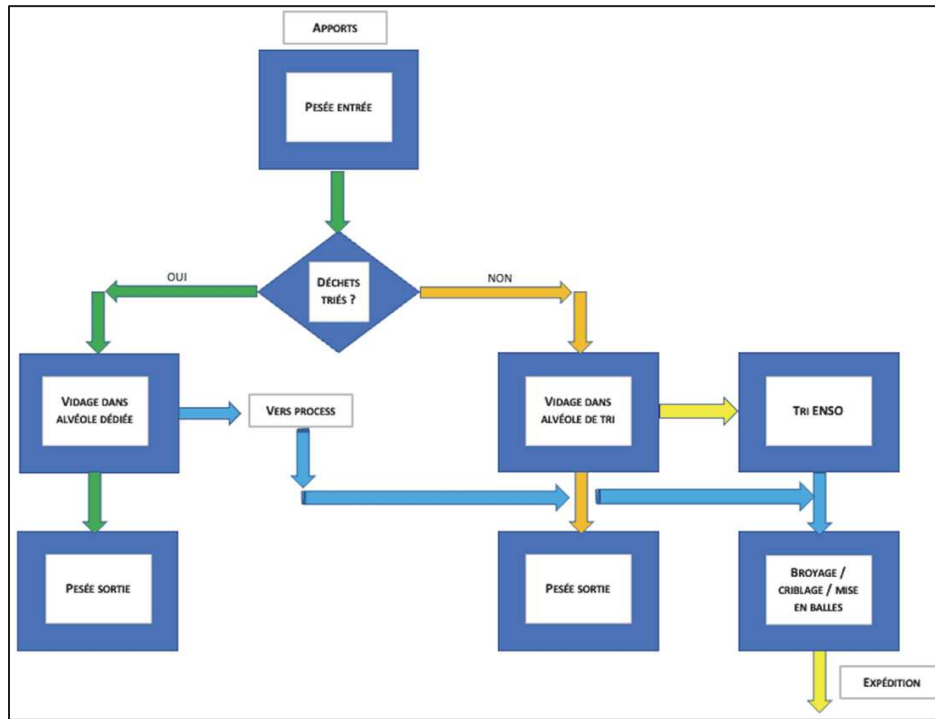 APPORTS
PESÉE ENTRÉE
OUI
DÉCHETS
TRIÉS ?
NON
VIDAGE DANS
ALVÉOLE DÉDIÉE
VERS PROCESS
VIDAGE DANS
ALVÉOLE DE TRI
TRI ENSO
PESÉE SORTIE
PESÉE SORTIE
BROYAGE /
CRIBLAGE / MISE
EN BALLES
EXPÉDITION